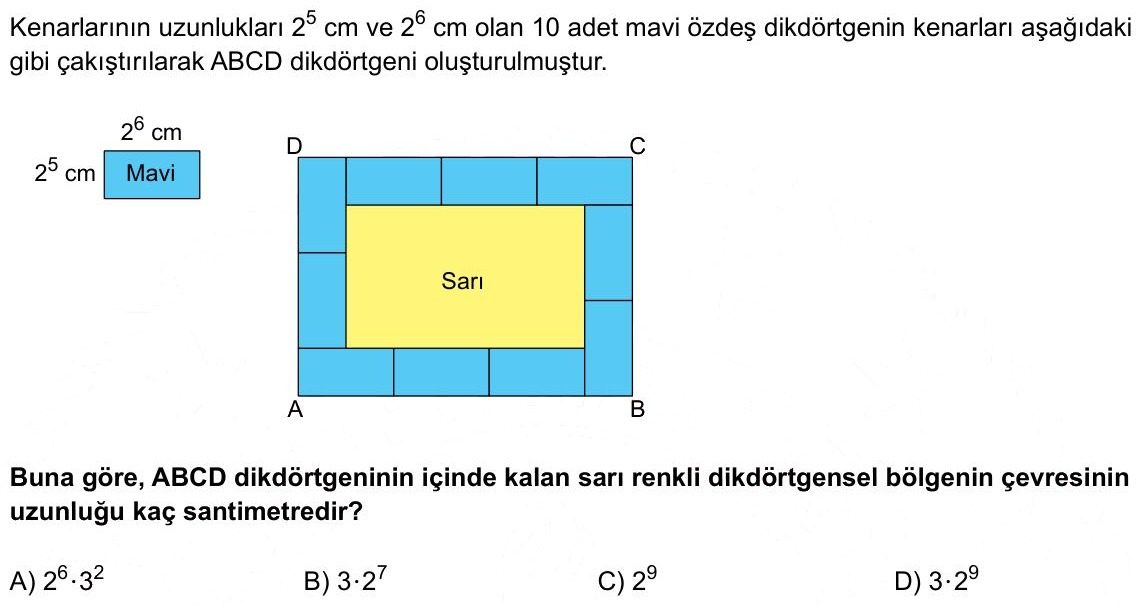 Kenarlarının uzunlukları 2⁵ cm ve 2⁶ cm olan 10 adet mavi özdeş dikdörtgenin kenarları aşağıdaki
gibi çakıştırılarak ABCD dikdörtgeni oluşturulmuştur.
2⁶ cm
2⁵ cm
Mavi
D
C
Sarı
A
B
Buna göre, ABCD dikdörtgeninin içinde kalan sarı renkli dikdörtgensel bölgenin çevresinin
uzunluğu kaç santimetredir?
A) 2⁶·3² B) 3·2⁷ C) 2⁹ D) 3·2⁹